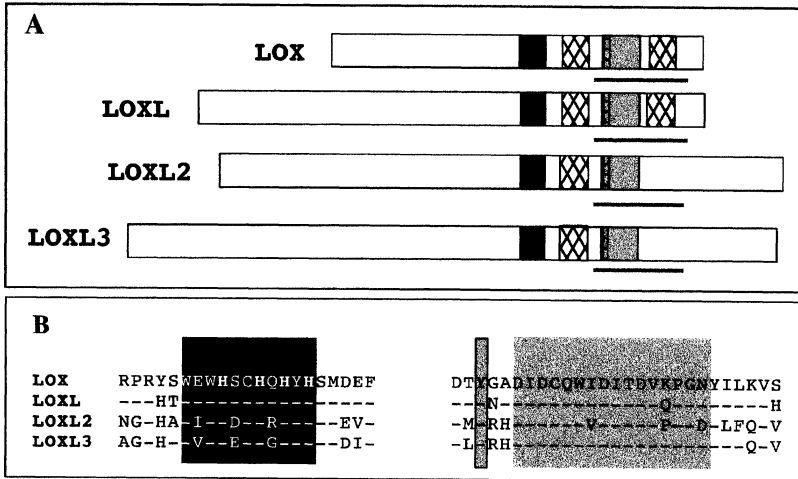 A
LOX
LOXL
LOXL2
LOXL3
B
LOX RPRYSWEWHSCHQHYHSMDEF DTYGADIDCQWIDITDVKPGNYILKVS
LOXL ---HT---------------- ---N-------------Q--------H
LOXL2 NG-HA-I--D--R-----EV- -M-RH------V-----P--D-LFQ-V
LOXL3 AG-H--V--E--G-----DI- -L-RH-------------------Q-V